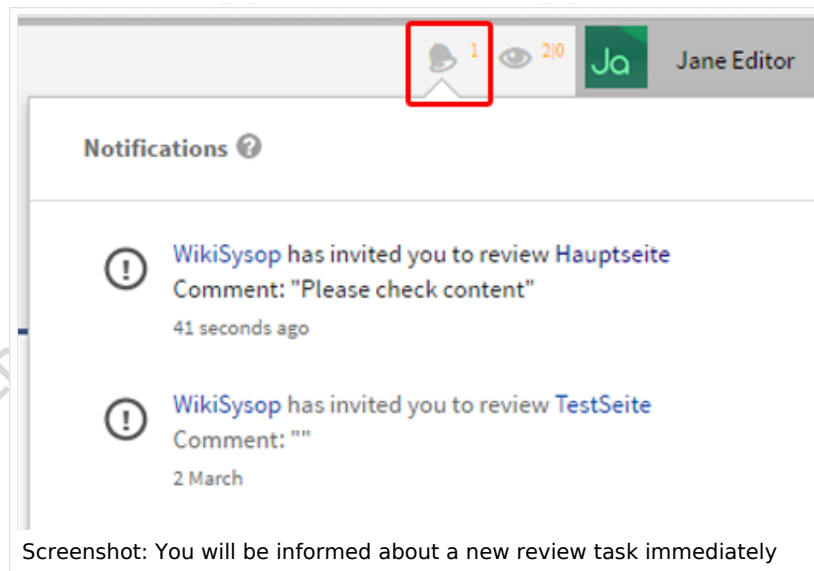 1
2|0
Ja
Jane Editor
Notifications
WikiSysop has invited you to review Hauptseite
Comment: "Please check content"
41 seconds ago
WikiSysop has invited you to review TestSeite
Comment: ""
2 March
Screenshot: You will be informed about a new review task immediately